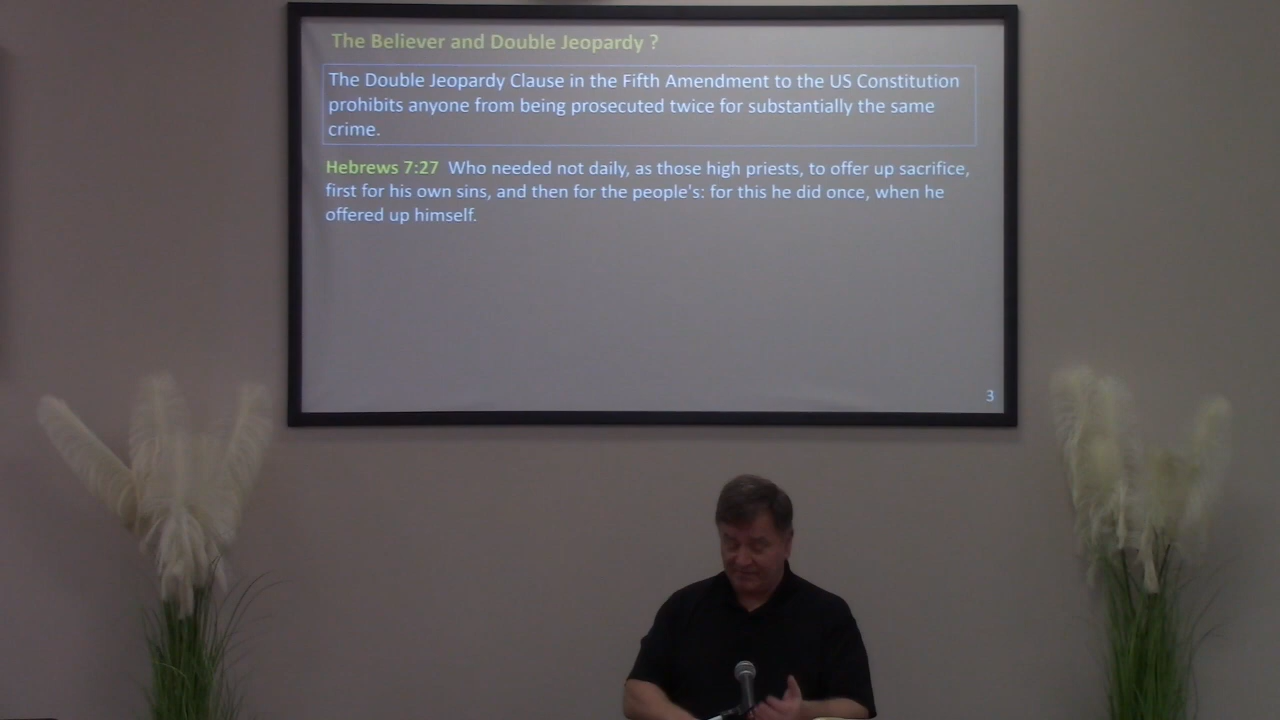 The Believer and Double Jeopardy ?
The Double Jeopardy Clause in the Fifth Amendment to the US Constitution
prohibits anyone from being prosecuted twice for substantially the same
crime.
Hebrews 7:27 Who needed not daily, as those high priests, to offer up sacrifice,
first for his own sins, and then for the people's: for this he did once, when he
offered up himself.
3